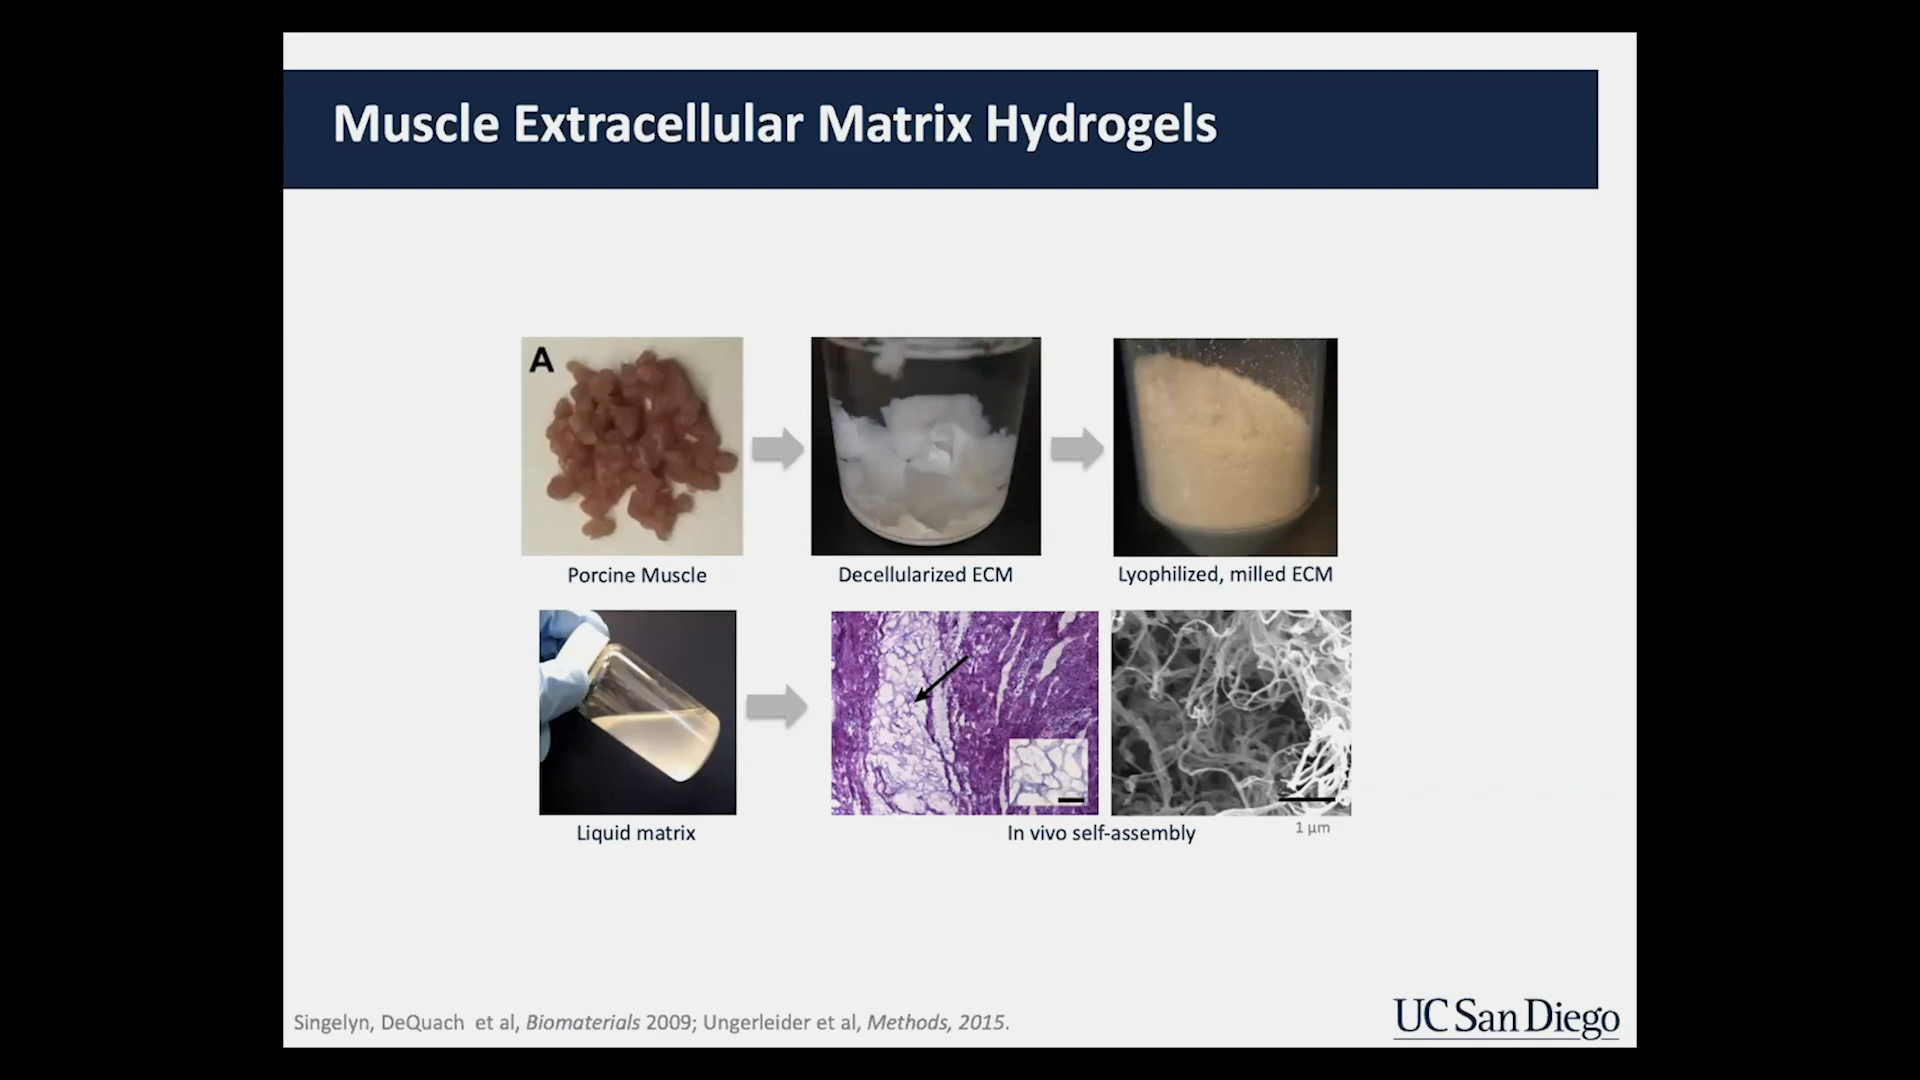 Muscle Extracellular Matrix Hydrogels
A
Porcine Muscle
Decellularized ECM
Lyophilized, milled ECM
Liquid matrix
In vivo self-assembly
1 μm
Singelyn, DeQuach et al, Biomaterials 2009; Ungerleider et al, Methods, 2015.
UC San Diego